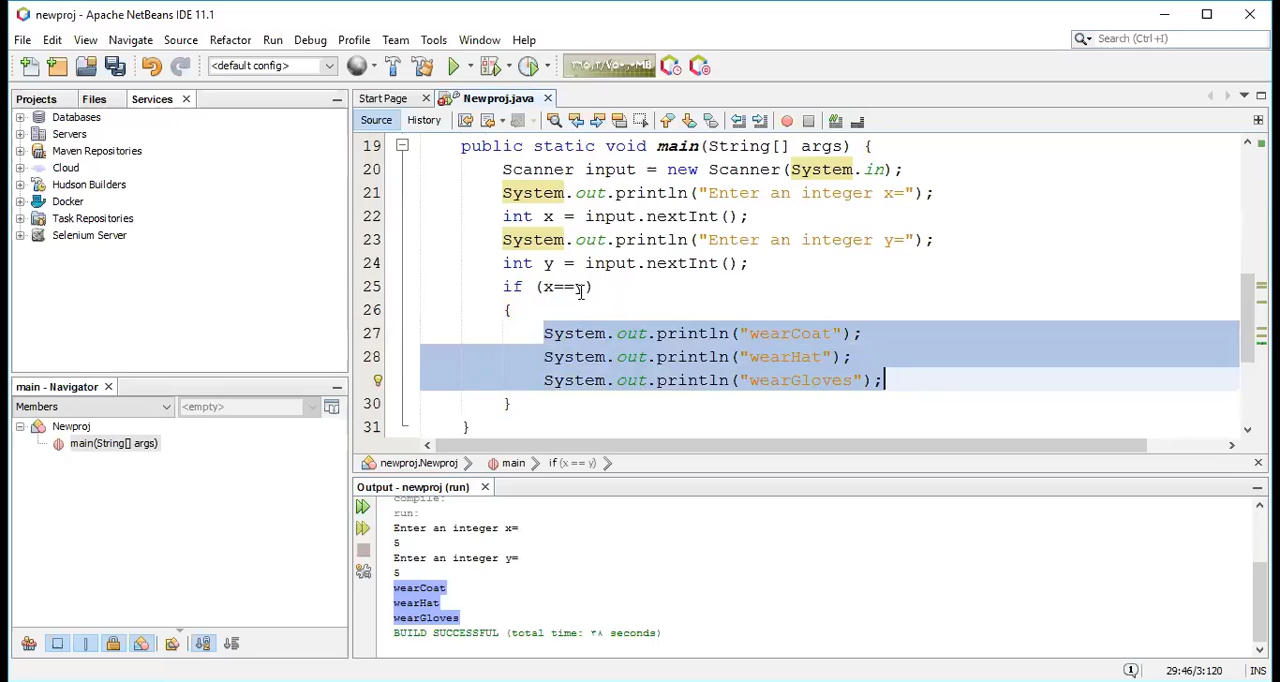 newproj - Apache NetBeans IDE 11.1
File Edit View Navigate Source Refactor Run Debug Profile Team Tools Window Help
Search (Ctrl+I)
<default config>
Projects Files Services
Start Page Newproj.java
Databases
Servers
Maven Repositories
Cloud
Hudson Builders
Docker
Task Repositories
Selenium Server
Source History
19 public static void main(String[] args) {
20 Scanner input = new Scanner(System.in);
21 System.out.println("Enter an integer x=");
22 int x = input.nextInt();
23 System.out.println("Enter an integer y=");
24 int y = input.nextInt();
25 if (x==y)
26 {
27 System.out.println("wearCoat");
28 System.out.println("wearHat");
System.out.println("wearGloves");
30 }
31 }
main - Navigator
Members <empty>
Newproj
main(String[] args)
newproj.Newproj main if (x == y)
Output - newproj (run)
compile:
run:
Enter an integer x=
5
Enter an integer y=
5
wearCoat
wearHat
wearGloves
BUILD SUCCESSFUL (total time: ٢٨ seconds)
1 29:46/3:120 INS